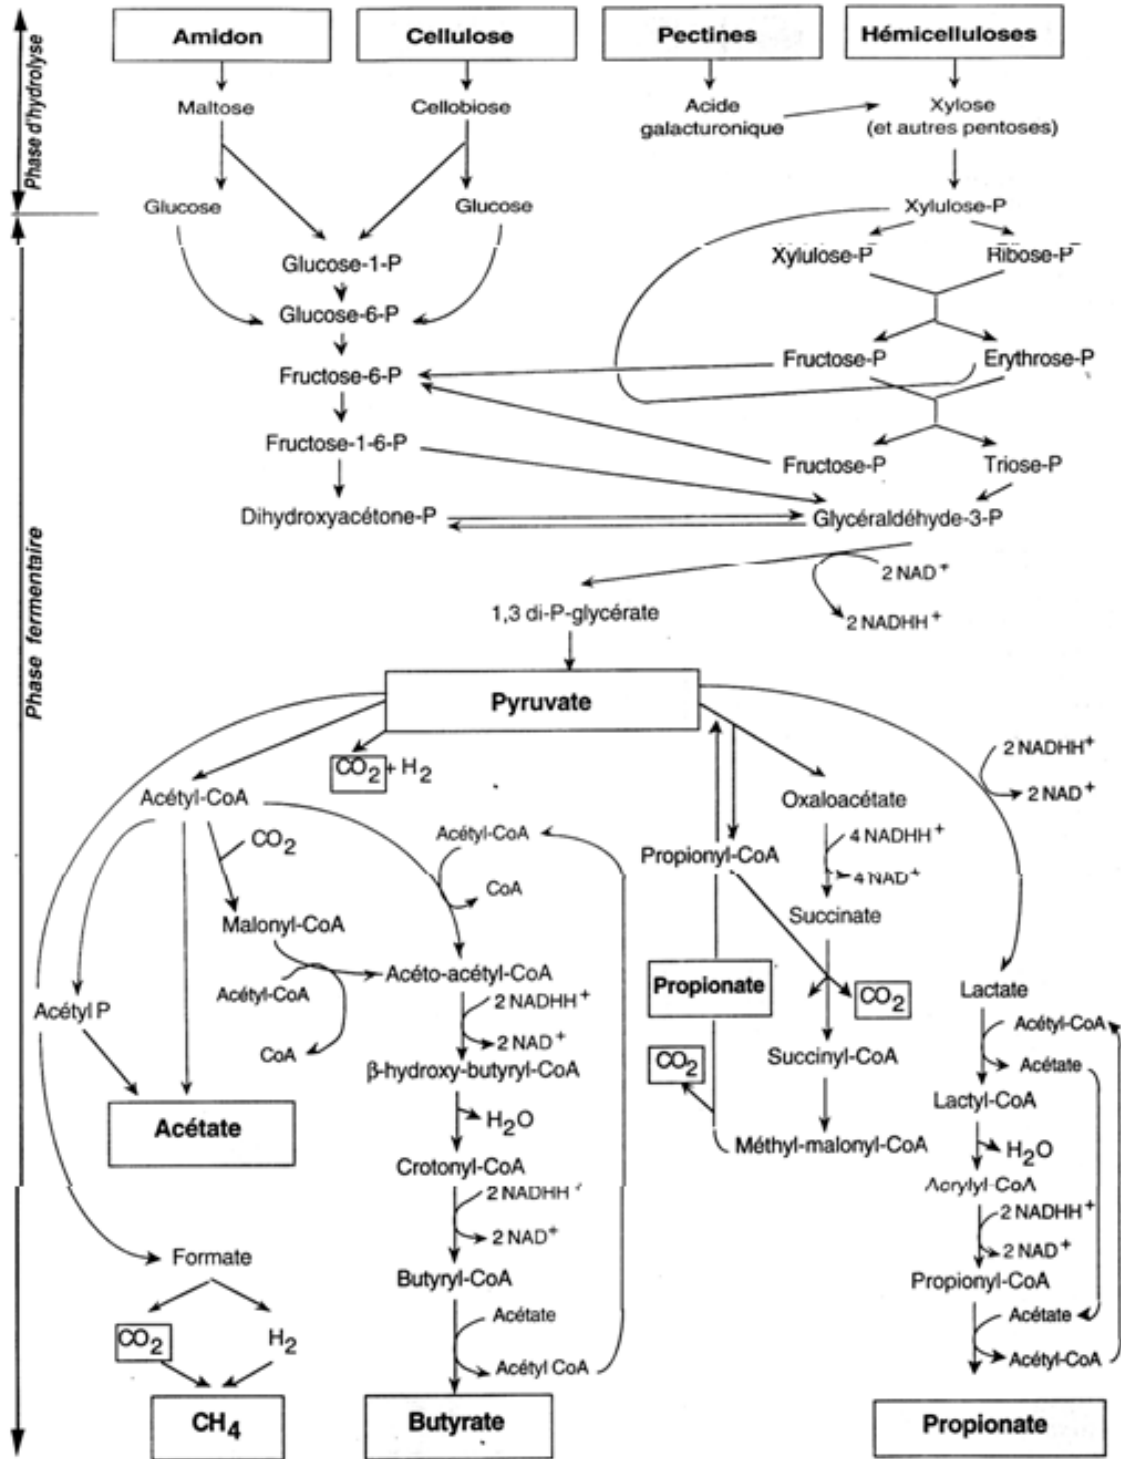 Phase d'hydrolyse
Phase fermentaire
Amidon
Cellulose
Pectines
Hémicelluloses
Maltose
Cellobiose
Acide
galacturonique
Xylose
(et autres pentoses)
Glucose
Glucose
Xylulose-P
Glucose-1-P
Xylulose-P
Ribose-P
Glucose-6-P
Fructose-6-P
Fructose-P
Erythrose-P
Fructose-1-6-P
Fructose-P
Triose-P
Dihydroxyacétone-P
Glycéraldéhyde-3-P
2 NAD+
2 NADHH+
1,3 di-P-glycérate
Pyruvate
CO2 + H2
2 NADHH+
2 NAD+
Acétyl-CoA
Oxaloacétate
CO2
Acétyl-CoA
CoA
Propionyl-CoA
4 NADHH+
4 NAD+
Malonyl-CoA
Succinate
Acétyl-CoA
CoA
Acéto-acétyl-CoA
Propionate
CO2
Lactate
Acétyl P
2 NADHH+
2 NAD+
Acétyl-CoA
Acétate
β-hydroxy-butyryl-CoA
CO2
Succinyl-CoA
Lactyl-CoA
Acétate
H2O
Méthyl-malonyl-CoA
H2O
Crotonyl-CoA
Acrylyl-CoA
2 NADHH+
2 NAD+
2 NADHH+
2 NAD+
Formate
Butyryl-CoA
Propionyl-CoA
CO2
H2
Acétate
Acétyl CoA
Acétate
Acétyl-CoA
CH4
Butyrate
Propionate